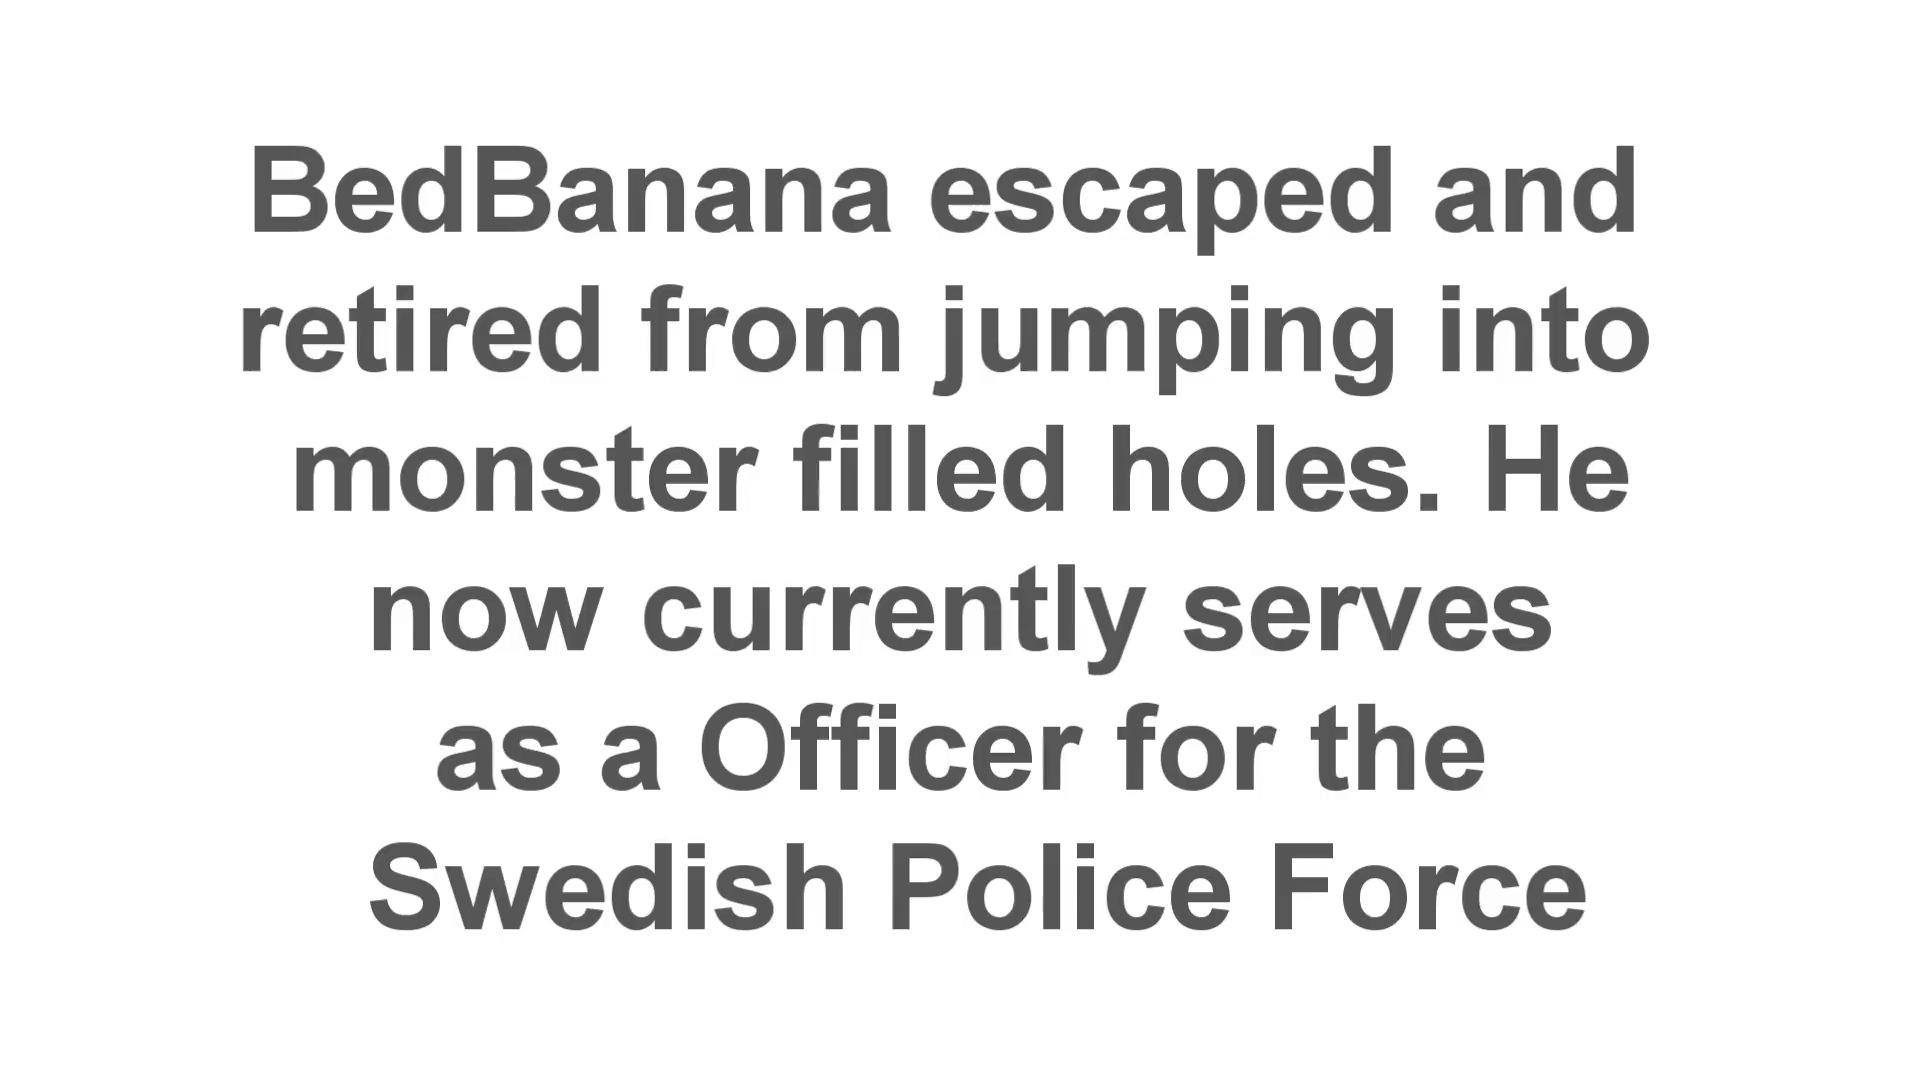 BedBanana escaped and
retired from jumping into
monster filled holes. He
now currently serves
as a Officer for the
Swedish Police Force